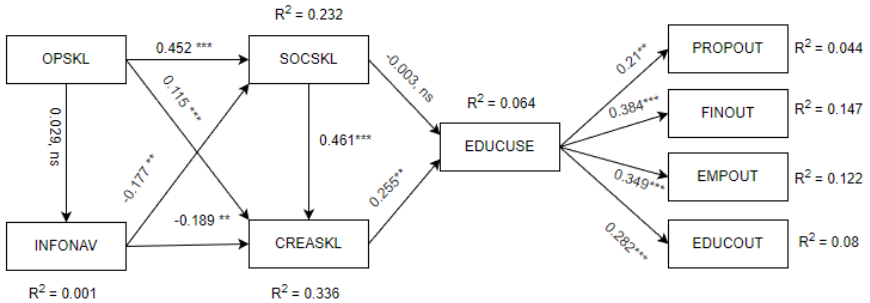 R² = 0.232
OPSKL
0.452 ***
SOCSKL
-0.003, ns
PROPOUT
R² = 0.044
0.21**
0.115 ***
R² = 0.064
0.029, ns
0.461***
EDUCUSE
0.384***
FINOUT
R² = 0.147
-0.177 **
0.255**
0.349***
EMPOUT
R² = 0.122
INFONAV
-0.189 **
CREASKL
0.282***
EDUCOUT
R² = 0.08
R² = 0.001
R² = 0.336